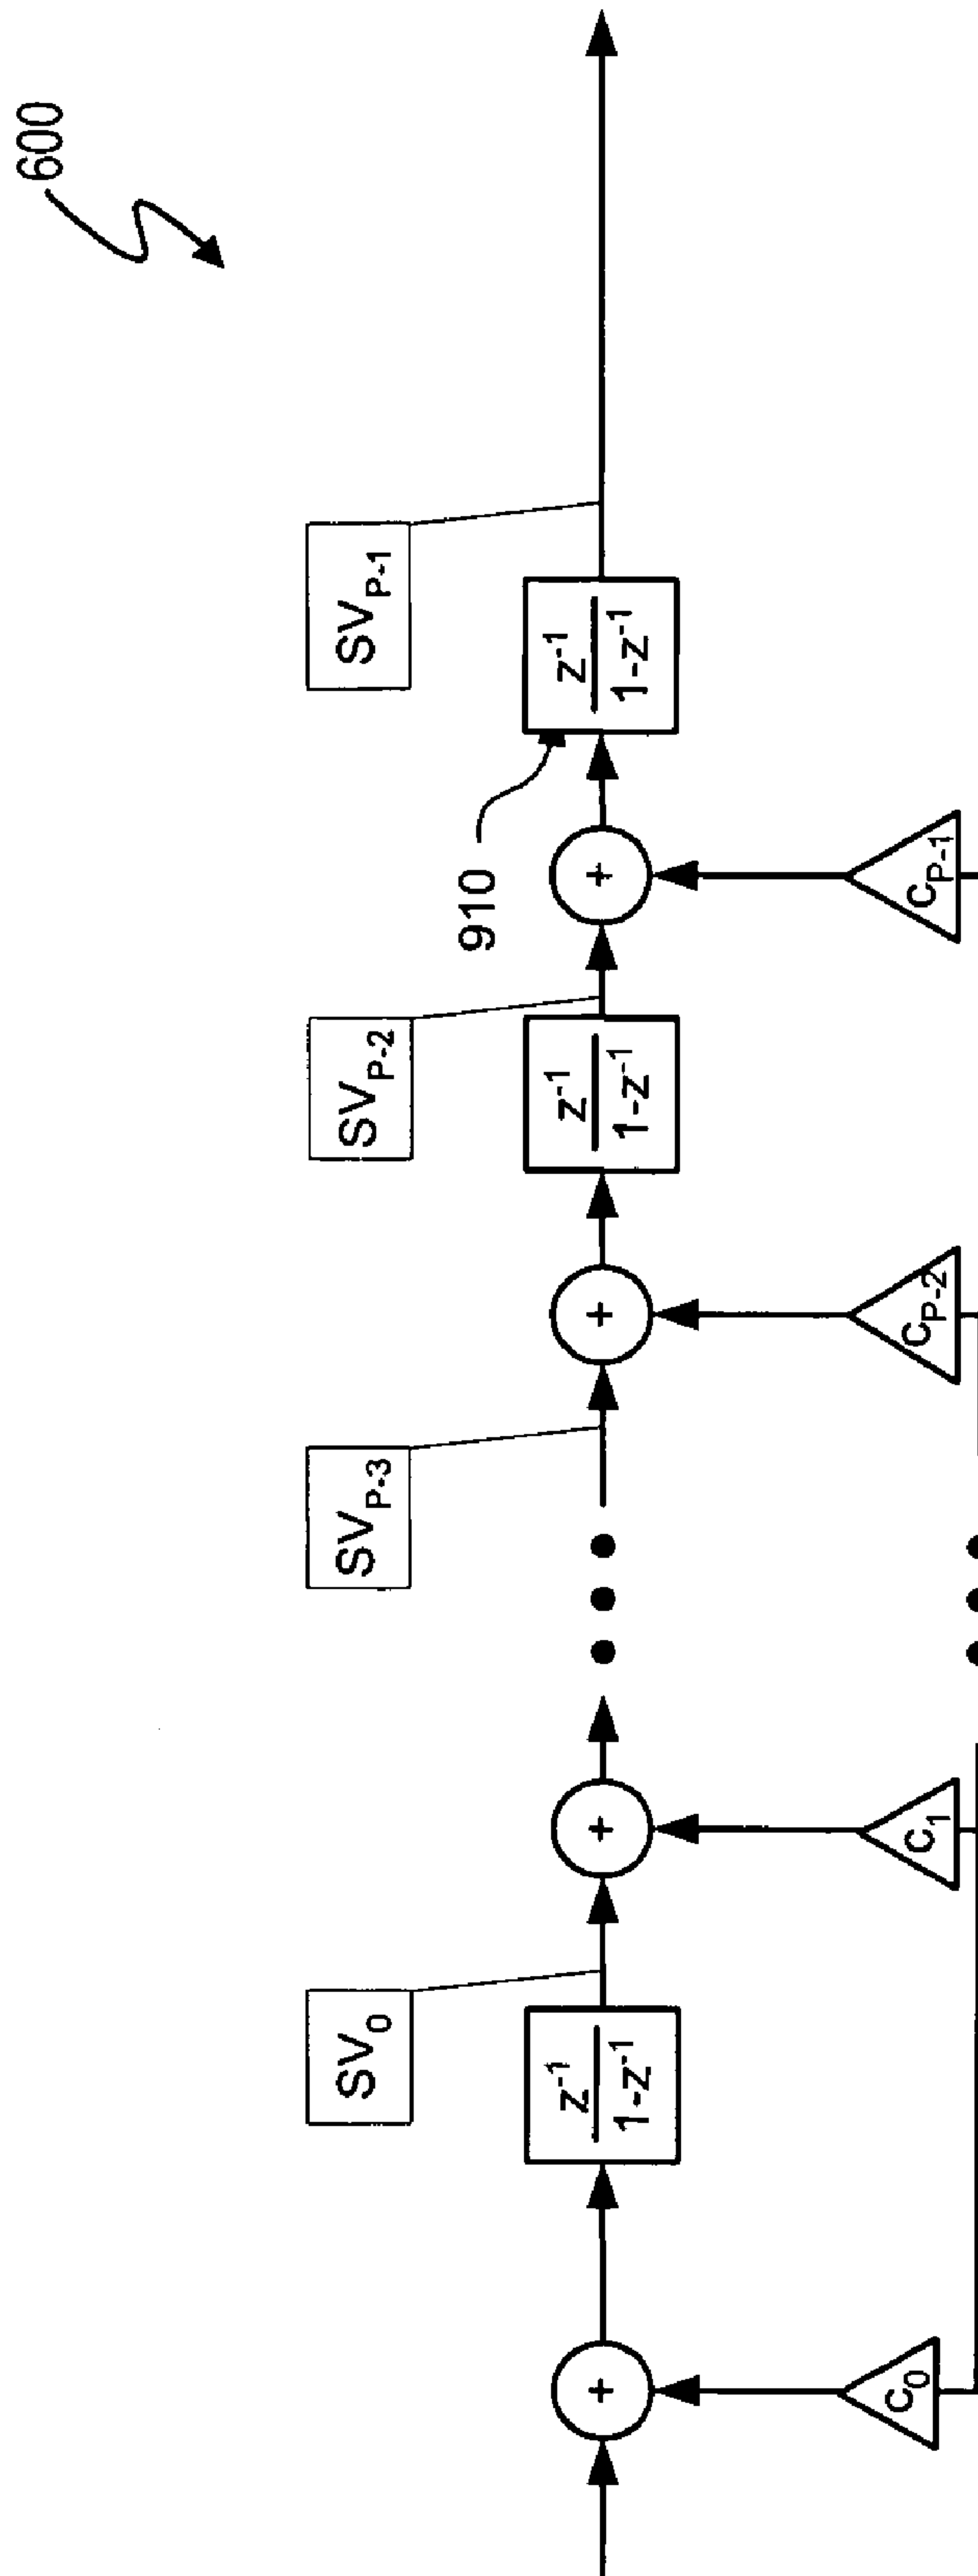 600
SV_0
SV_{P-3}
SV_{P-2}
SV_{P-1}
910
z^{-1}
1-z^{-1}
z^{-1}
1-z^{-1}
z^{-1}
1-z^{-1}
+
+
+
+
C_0
C_1
C_{P-2}
C_{P-1}